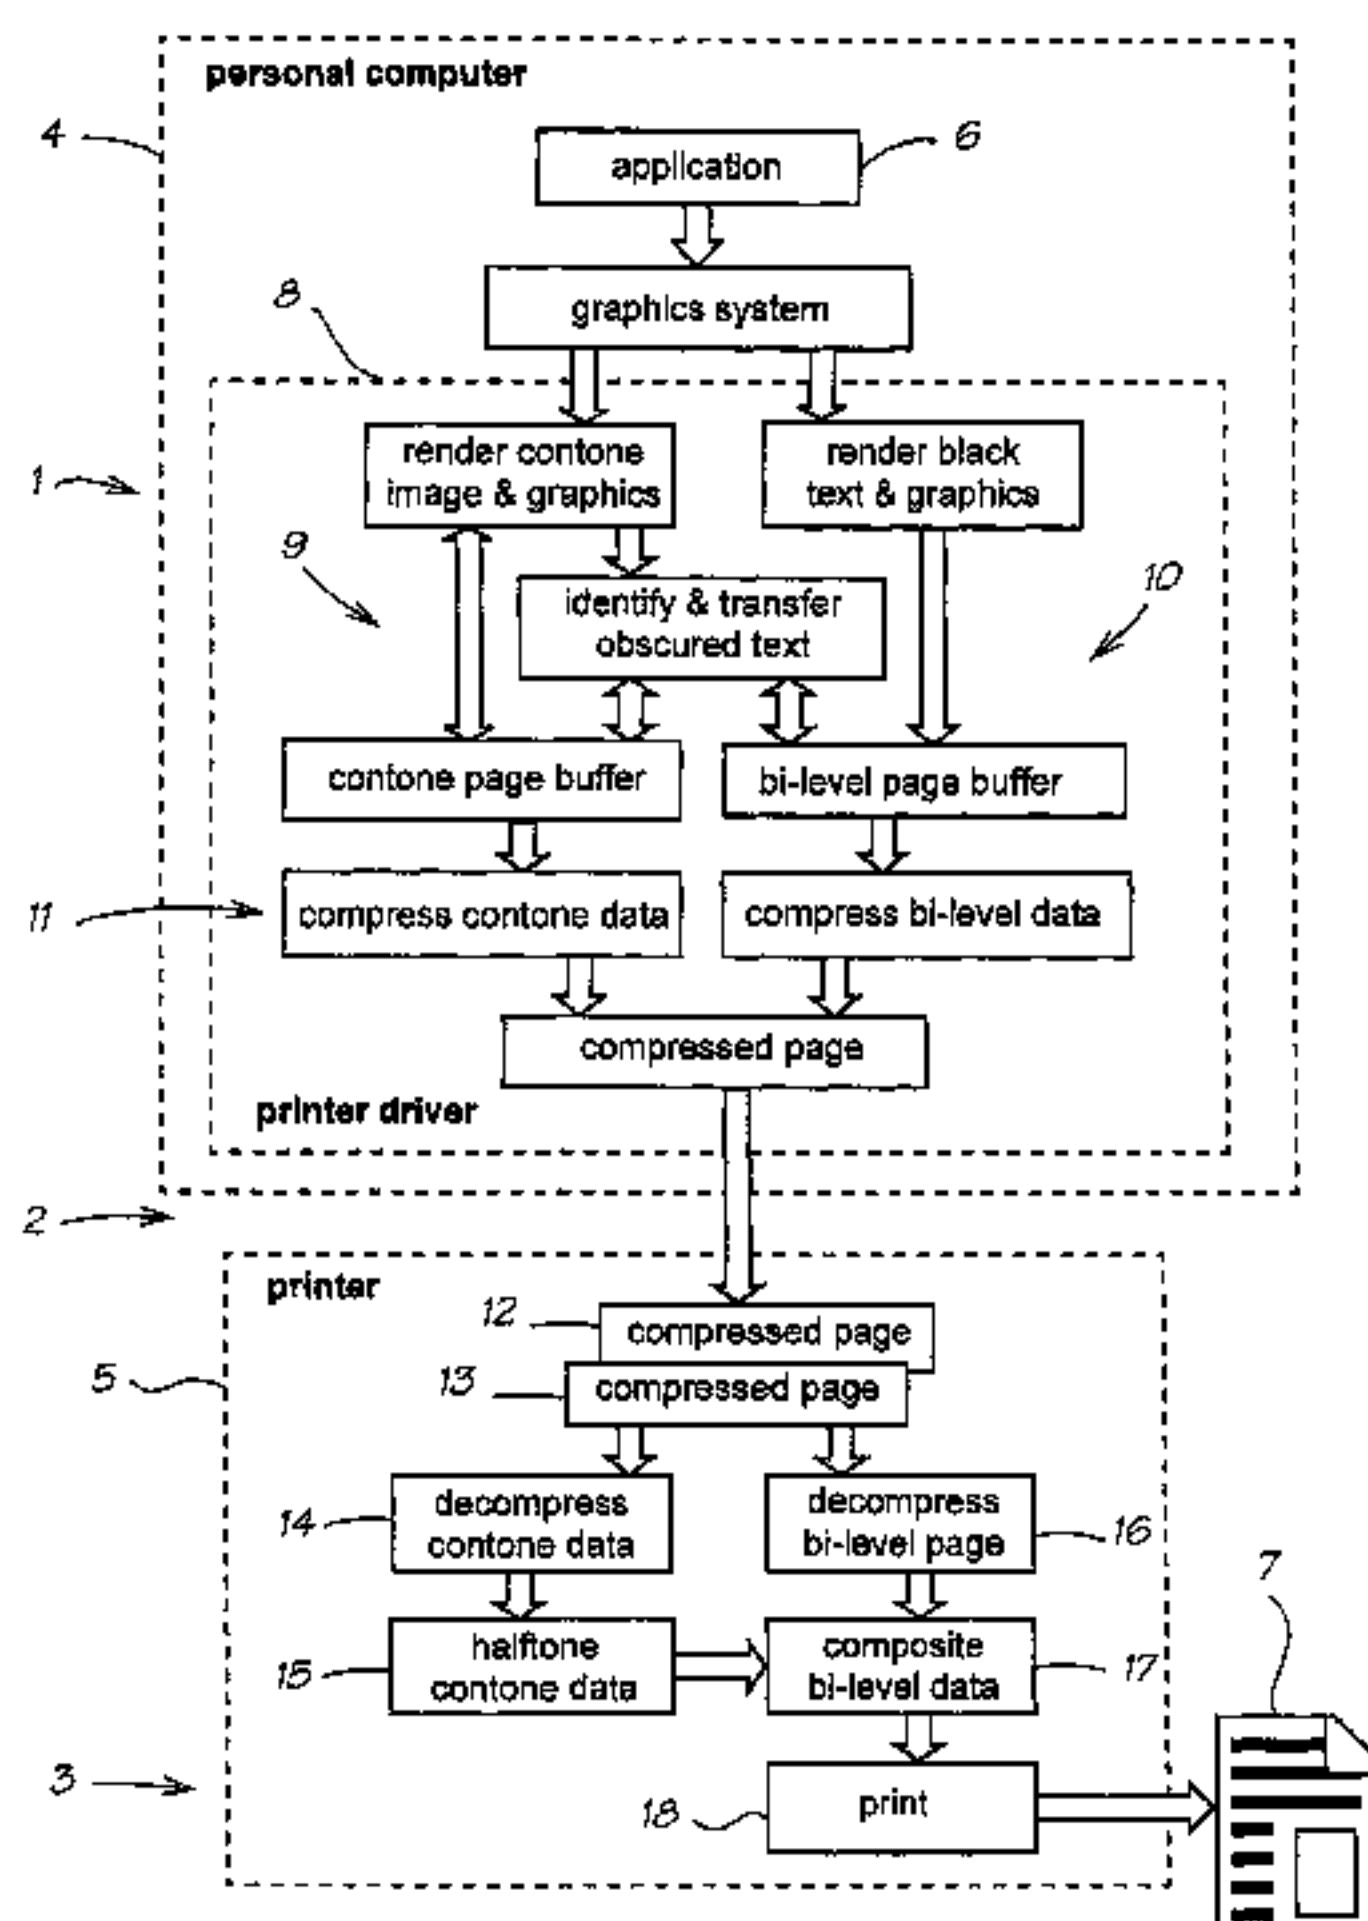 personal computer
4
6
application
8
graphics system
1
render contone
image & graphics
render black
text & graphics
9
10
identify & transfer
obscured text
contone page buffer
bi-level page buffer
11
compress contone data
compress bi-level data
compressed page
printer driver
2
printer
12
compressed page
5
13
compressed page
14
decompress
contone data
decompress
bi-level page
16
7
15
halftone
contone data
composite
bi-level data
17
3
18
print